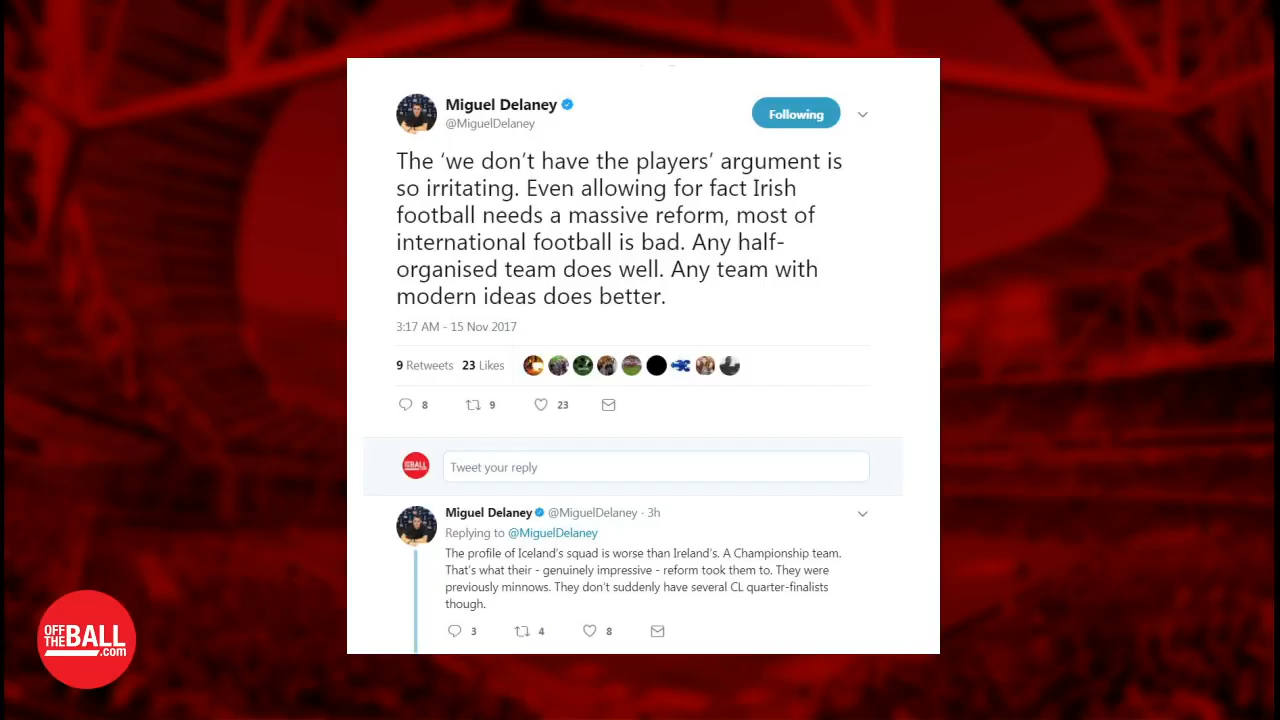 Miguel Delaney
@MiguelDelaney
Following
The ‘we don’t have the players’ argument is
so irritating. Even allowing for fact Irish
football needs a massive reform, most of
international football is bad. Any half-
organised team does well. Any team with
modern ideas does better.
3:17 AM - 15 Nov 2017
9 Retweets 23 Likes
8 9 23
Tweet your reply
Miguel Delaney @MiguelDelaney · 3h
Replying to @MiguelDelaney
The profile of Iceland’s squad is worse than Ireland’s. A Championship team.
That’s what their - genuinely impressive - reform took them to. They were
previously minnows. They don’t suddenly have several CL quarter-finalists
though.
3 4 8
OFF
THE BALL
.com